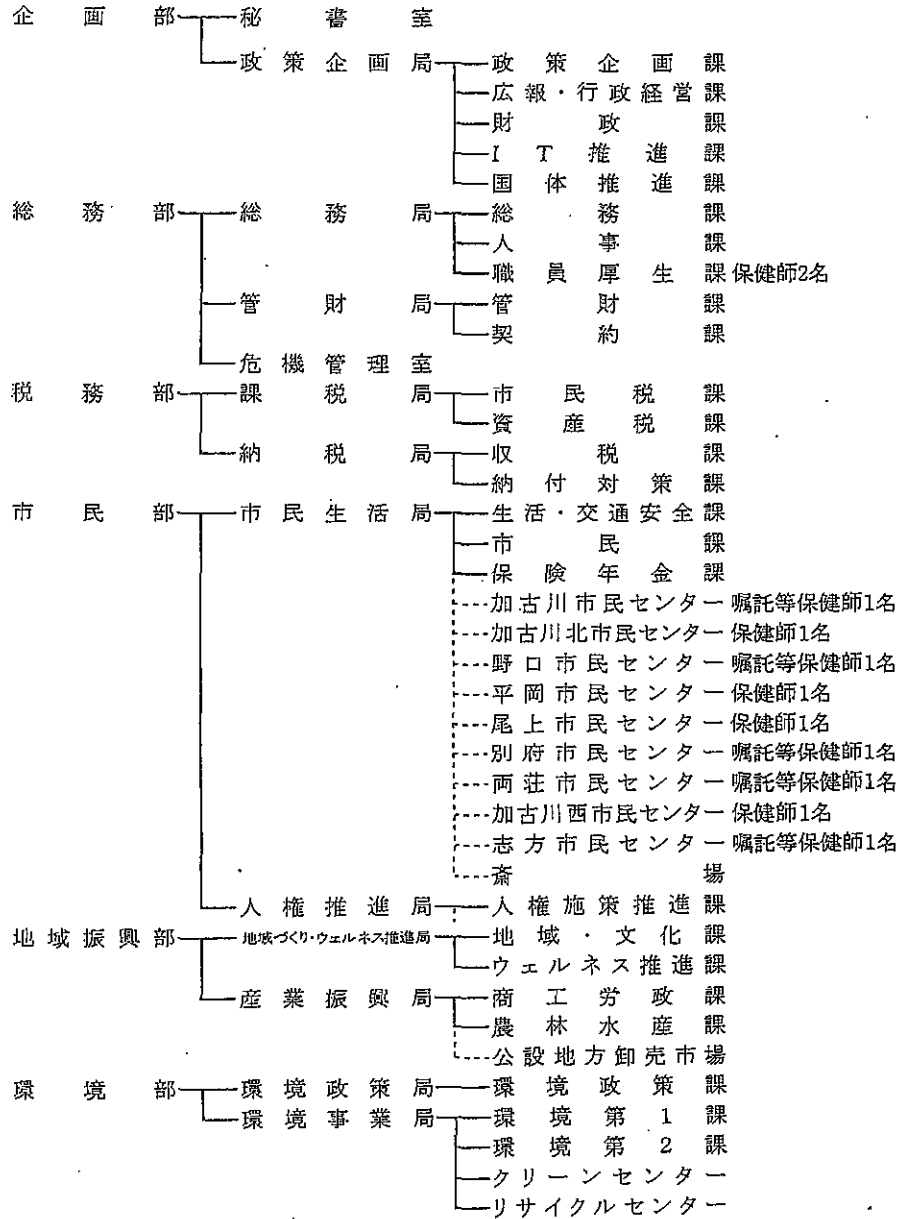 企画部 秘書室
政策企画局 政策企画課
広報・行政経営課
財政課
IT推進課
国体推進課
総務部 総務局 総務課
人事課
職員厚生課 保健師2名
管財局 管財課
契約課
危機管理室
税務部 課税局 市民税課
資産税課
納税局 収税課
納付対策課
市民部 市民生活局 生活・交通安全課
市民課
保険年金課
加古川市民センター 嘱託等保健師1名
加古川北市民センター 保健師1名
野口市民センター 嘱託等保健師1名
平岡市民センター 保健師1名
尾上市民センター 保健師1名
別府市民センター 嘱託等保健師1名
両荘市民センター 嘱託等保健師1名
加古川西市民センター 保健師1名
志方市民センター 嘱託等保健師1名
斎場
人権推進局 人権施策推進課
地域振興部 地域づくり・ウェルネス推進局 地域・文化課
ウェルネス推進課
産業振興局 商工労政課
農林水産課
公設地方卸売市場
環境部 環境政策局 環境政策課
環境事業局 環境第1課
環境第2課
クリーンセンター
リサイクルセンター